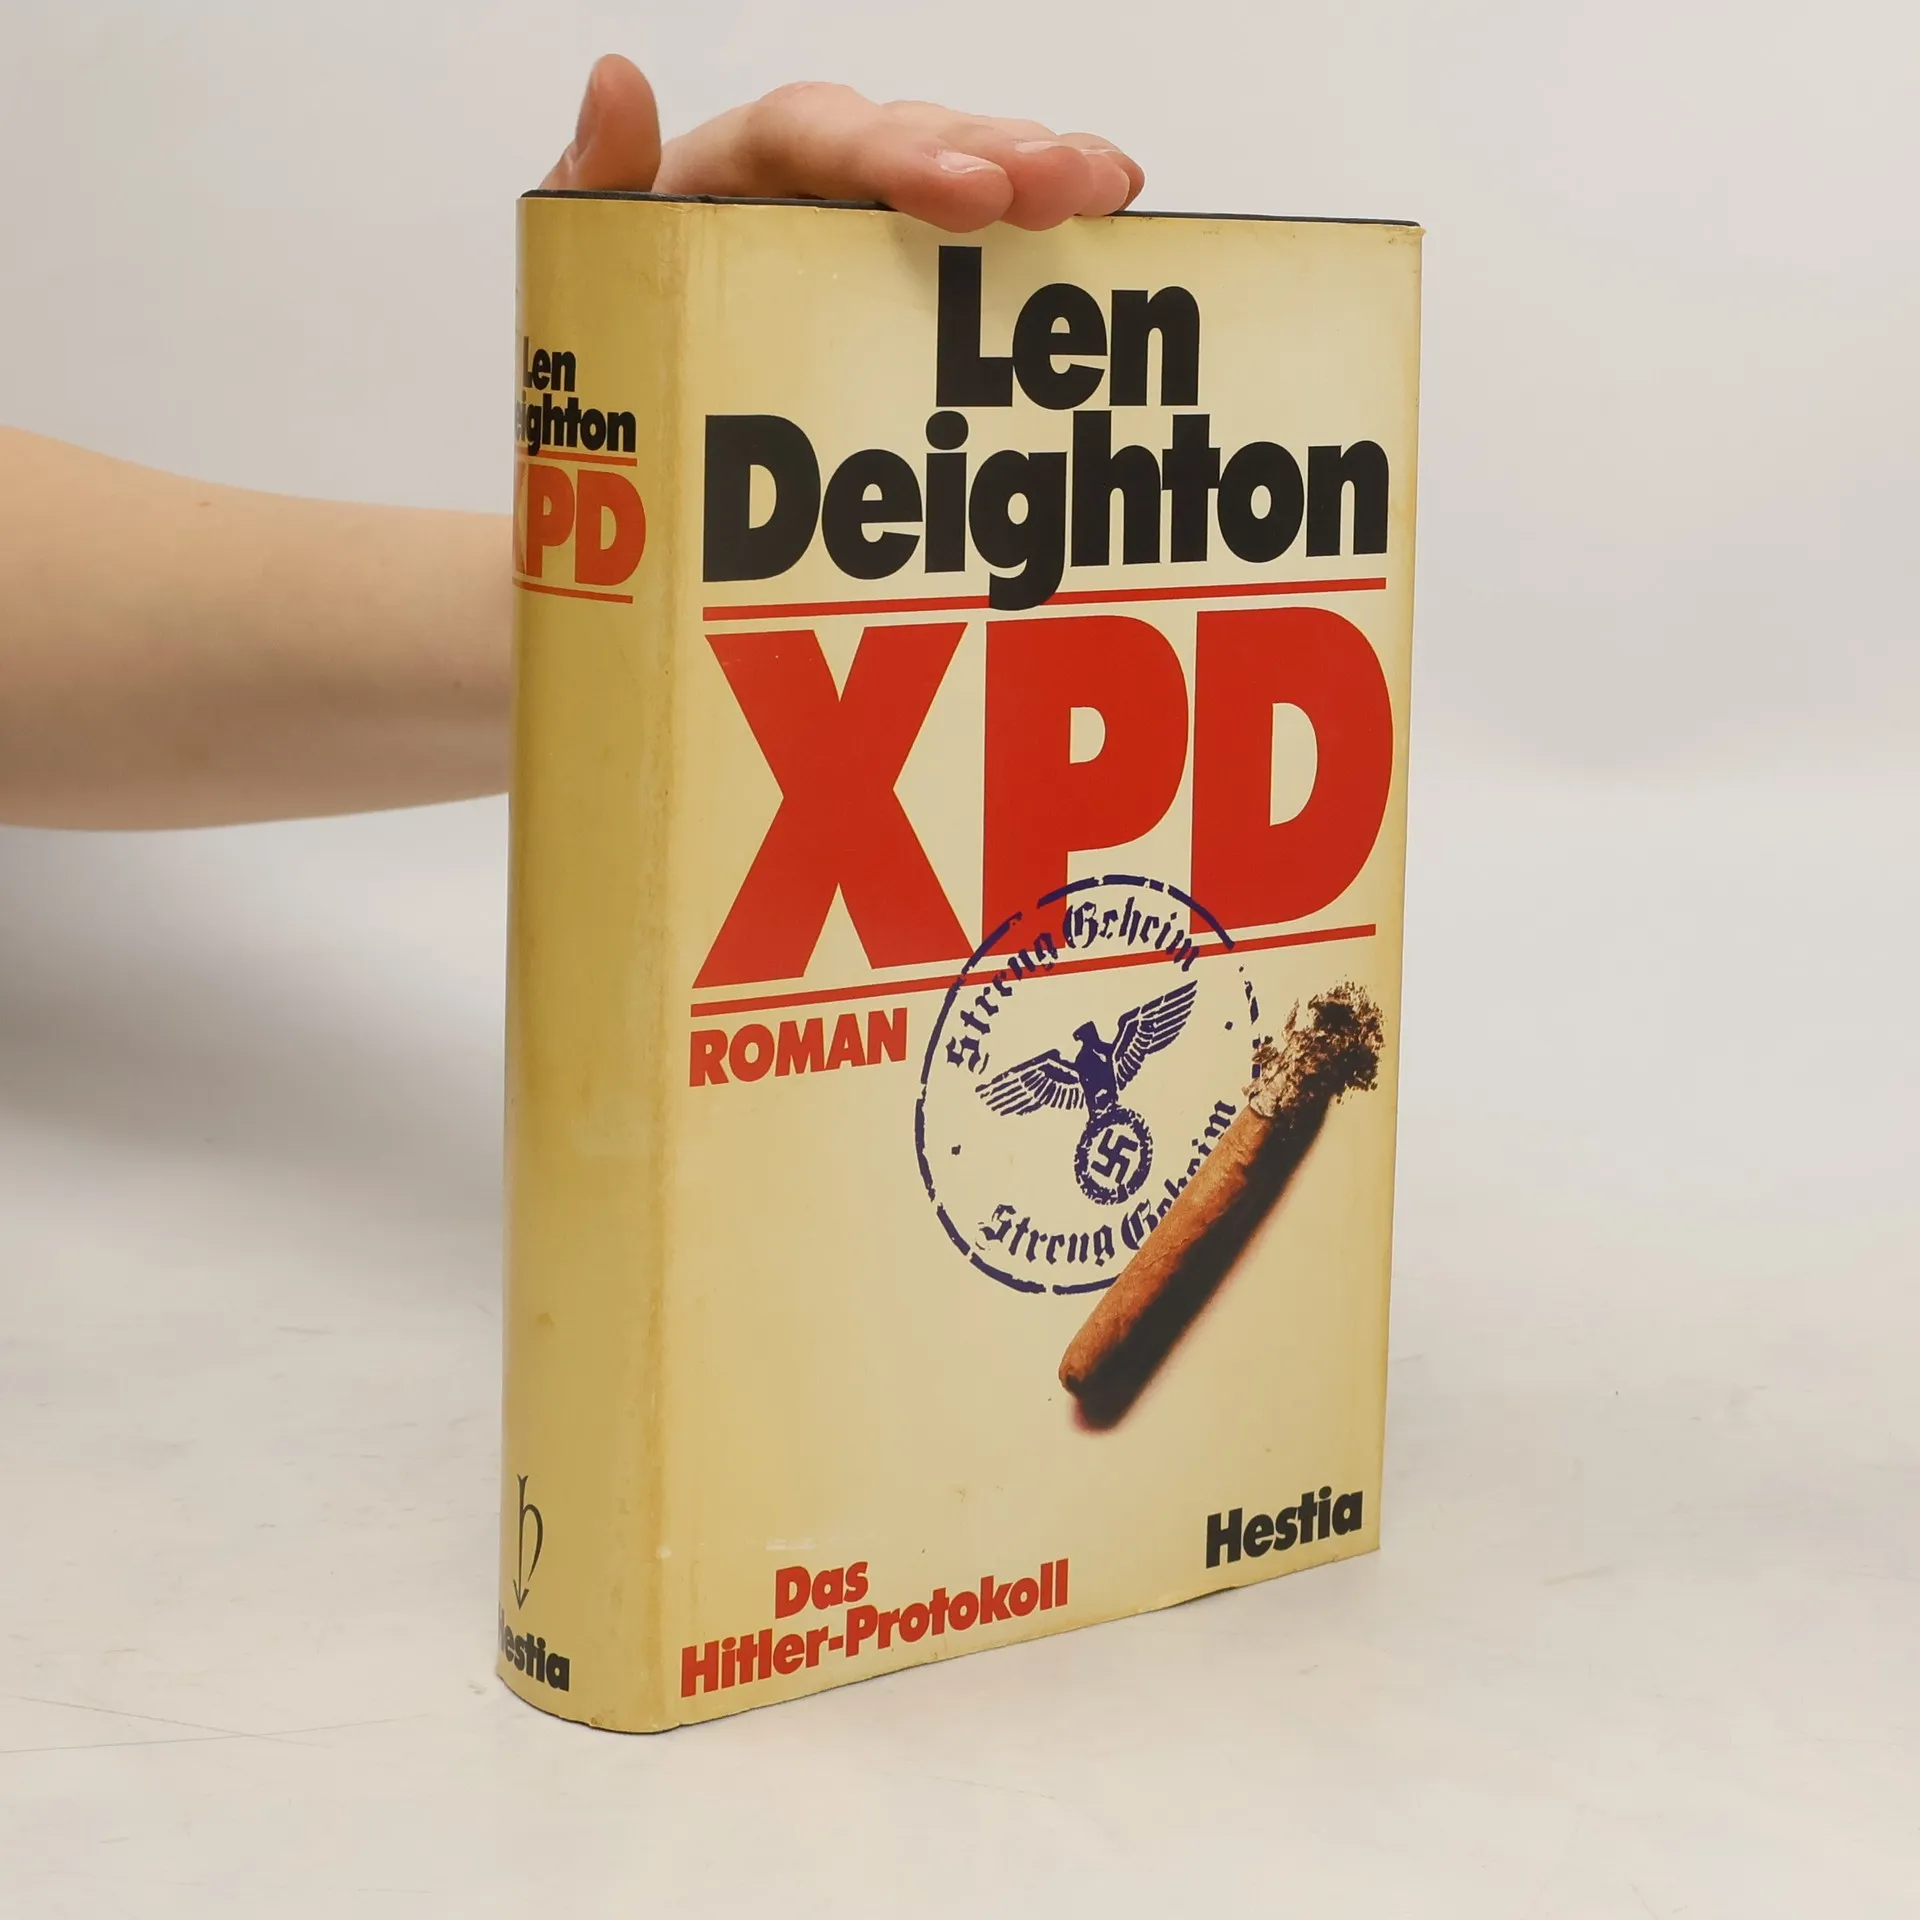 Len
Deighton
XPD
ROMAN
Streng Geheim
Streng Geheim
Das
Hitler-Protokoll
Hestia
Len
Deighton
XPD
h
Hestia